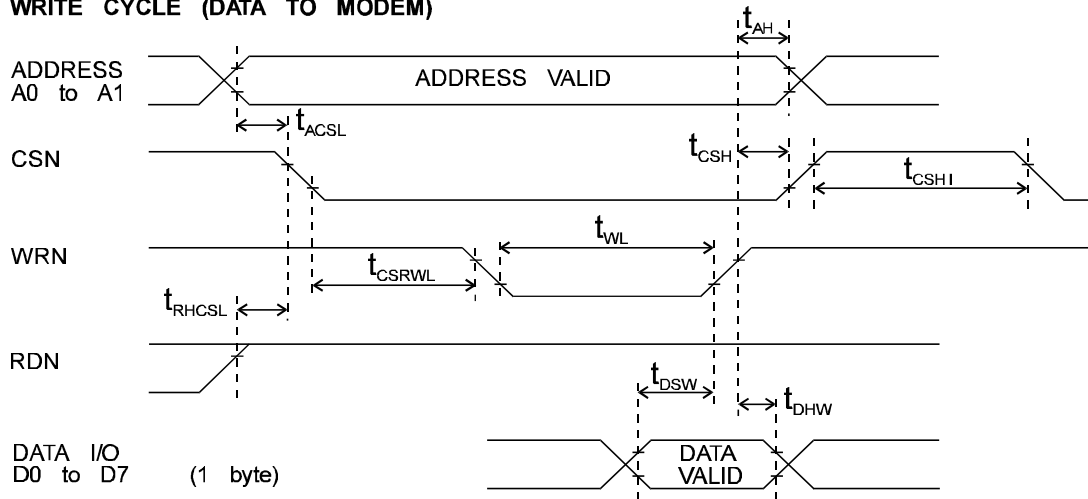 WRITE CYCLE (DATA TO MODEM)
tAH
ADDRESS
A0 to A1
ADDRESS VALID
tACSL
CSN
tCSH
tCSHI
WRN
tWL
tCSRWL
tRHCSL
RDN
tDSW
tDHW
DATA I/O
D0 to D7 (1 byte)
DATA
VALID